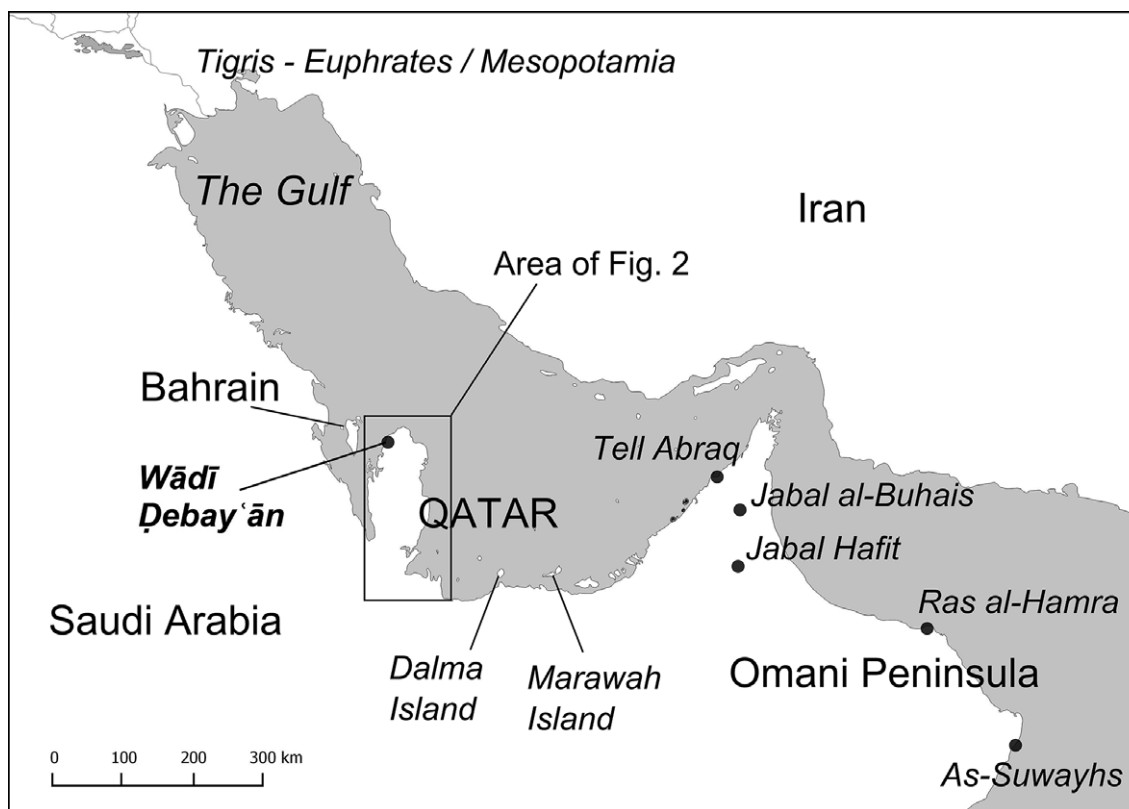 Tigris - Euphrates / Mesopotamia
The Gulf
Iran
Area of Fig. 2
Bahrain
Tell Abraq
Wādī
Ḍebayʿān
QATAR
Jabal al-Buhais
Jabal Hafit
Ras al-Hamra
Saudi Arabia
Dalma
Island
Marawah
Island
Omani Peninsula
As-Suwayhs
0 100 200 300 km